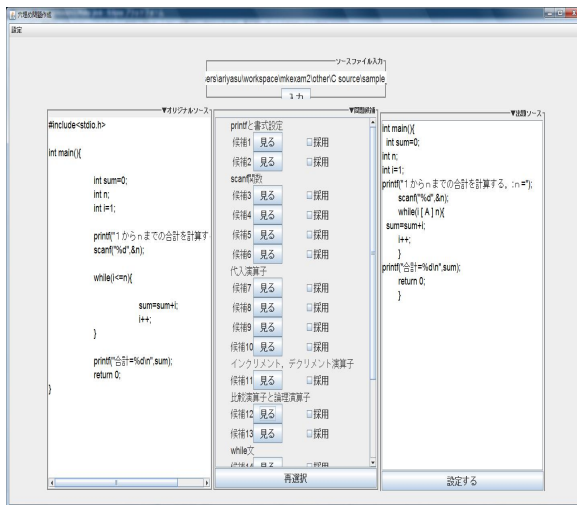 穴埋め問題作成
設定
ソースファイル入力
ers\ariyasu\workspace\mkexam2\other\C source\sample
入力
▼オリジナルソース
#include<stdio.h>
int main(){
int sum=0;
int n;
int i=1;
printf("１からｎまでの合計を計算す
scanf("%d",&n);
while(i<=n){
sum=sum+i;
i++;
}
printf("合計=%d\n",sum);
return 0;
}
▼問題候補
printfと書式設定
候補1 見る 採用
候補2 見る 採用
scanf関数
候補3 見る 採用
候補4 見る 採用
候補5 見る 採用
候補6 見る 採用
代入演算子
候補7 見る 採用
候補8 見る 採用
候補9 見る 採用
候補10 見る 採用
インクリメント，デクリメント演算子
候補11 見る 採用
比較演算子と論理演算子
候補12 見る 採用
候補13 見る 採用
while文
候補14 見る 採用
再選択
▼出題ソース
int main(){
int sum=0;
int n;
int i=1;
printf("１からｎまでの合計を計算する。:ｎ=");
scanf("%d",&n);
while(i [ A ] n){
sum=sum+i;
i++;
}
printf("合計=%d\n",sum);
return 0;
}
設定する